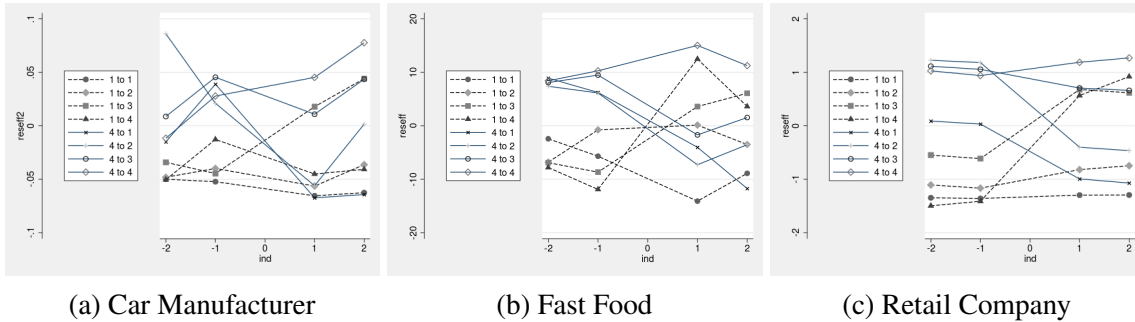 .1
.05
0
-.05
-.1
reseff2
1 to 1
1 to 2
1 to 3
1 to 4
4 to 1
4 to 2
4 to 3
4 to 4
-2 -1 0 1 2
ind
(a) Car Manufacturer
20
10
0
-10
-20
reseff
1 to 1
1 to 2
1 to 3
1 to 4
4 to 1
4 to 2
4 to 3
4 to 4
-2 -1 0 1 2
ind
(b) Fast Food
2
1
0
-1
-2
reseff
1 to 1
1 to 2
1 to 3
1 to 4
4 to 1
4 to 2
4 to 3
4 to 4
-2 -1 0 1 2
ind
(c) Retail Company